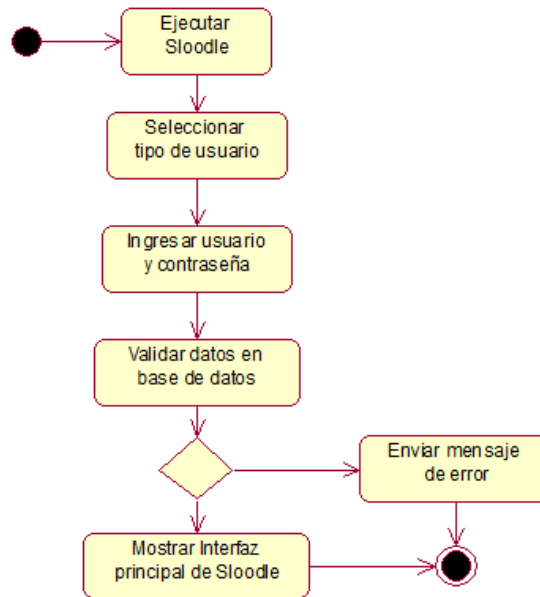 Ejecutar
Sloodle
Seleccionar
tipo de usuario
Ingresar usuario
y contraseña
Validar datos en
base de datos
Enviar mensaje
de error
Mostrar Interfaz
principal de Sloodle